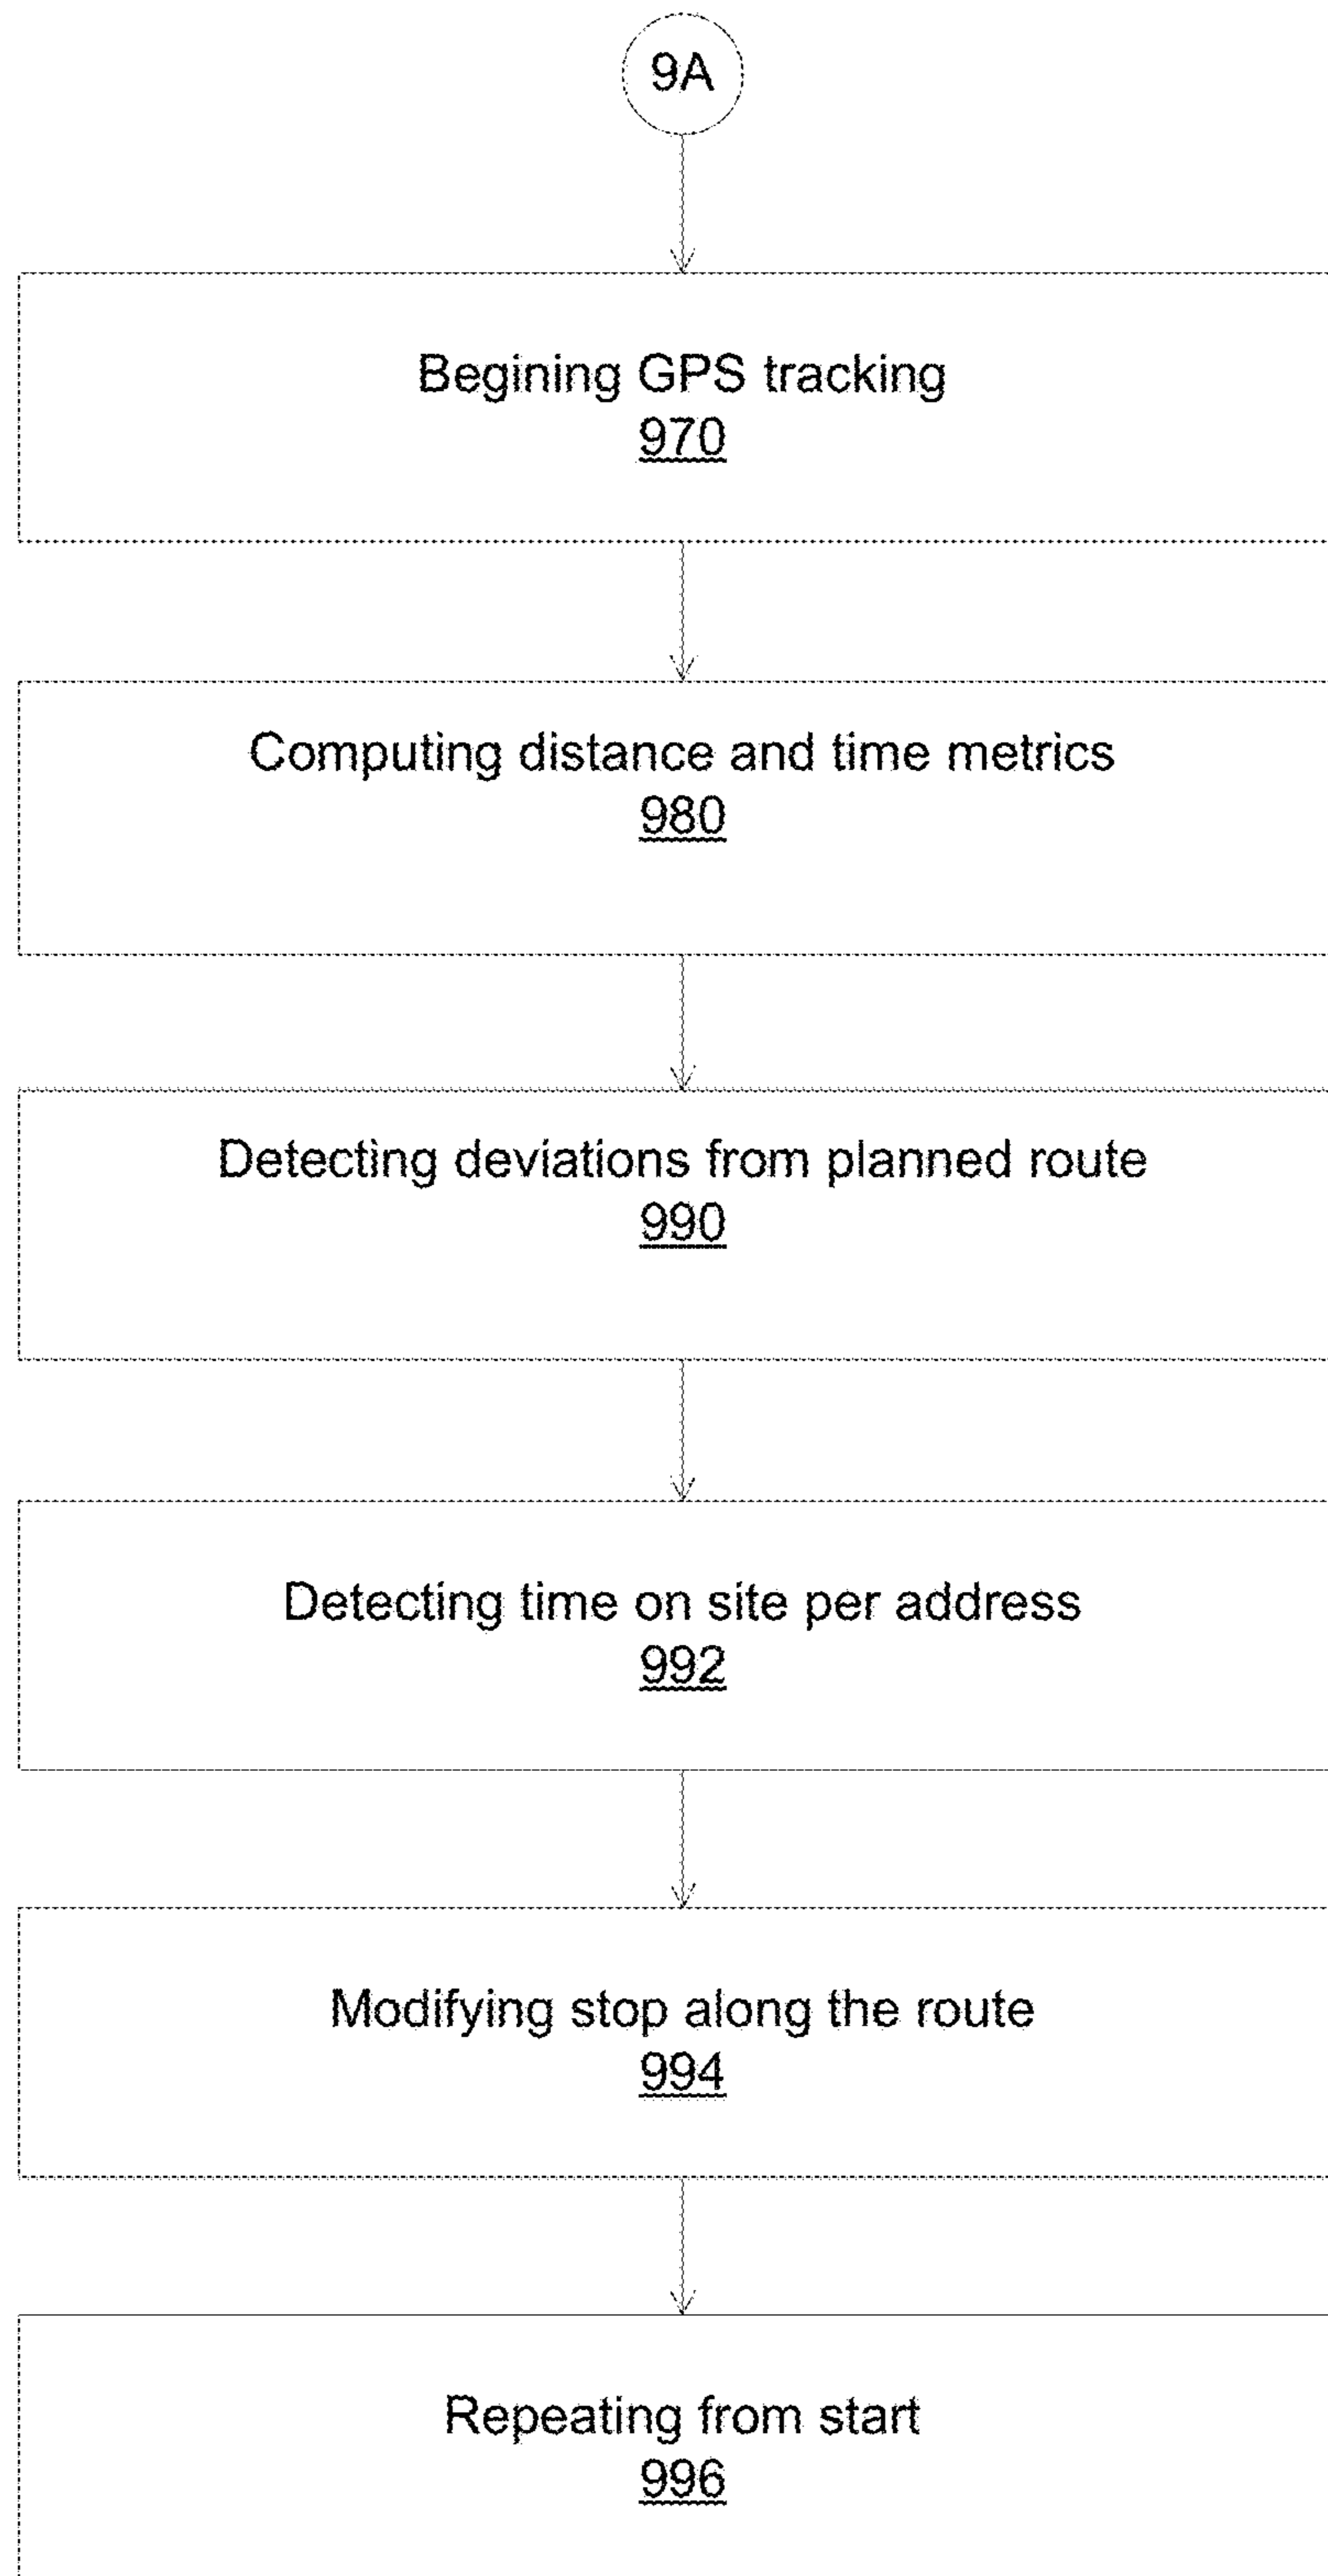 9A
Begining GPS tracking
970
Computing distance and time metrics
980
Detecting deviations from planned route
990
Detecting time on site per address
992
Modifying stop along the route
994
Repeating from start
996